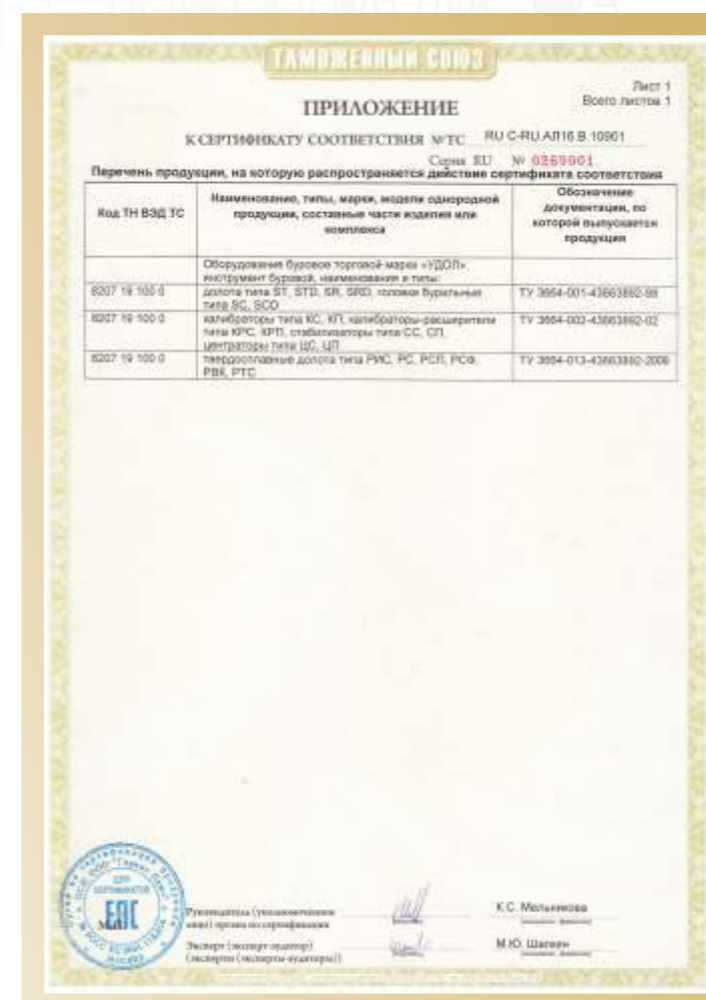 ТАМОЖЕННЫЙ СОЮЗ
Лист 1
Всего листов 1
ПРИЛОЖЕНИЕ
К СЕРТИФИКАТУ СООТВЕТСТВИЯ № ТС RU C-RU.АЛ16.В.10901
Серия RU № 0269001
Перечень продукции, на которую распространяется действие сертификата соответствия
Код ТН ВЭД ТС
Наименование, типы, марки, модели однородной
продукции, составные части изделия или
комплекса
Обозначение
документации, по
которой выпускается
продукция
Оборудование буровое торговой марки «УДОЛ»:
инструмент буровой, наименования и типы:
8207 19 100 0
долота типа ST, STD, SR, SRD, головки бурильные
типа SC, SCO
ТУ 3664-001-43663892-98
8207 19 100 0
калибраторы типа КС, КП, калибраторы-расширители
типа КРС, КРП, стабилизаторы типа СС, СП,
центраторы типа ЦС, ЦП
ТУ 3664-002-43663892-02
8207 19 100 0
твердосплавные долота типа РИС, РС, РСП, РСФ,
РВК, РТС
ТУ 3664-013-43663892-2009
ДЛЯ
СЕРТИФИКАТОВ
EAC
МОСКВА
Руководитель (уполномоченное
лицо) органа по сертификации
К.С. Мельникова
Эксперт (эксперт-аудитор)
(эксперты (эксперты-аудиторы))
М.Ю.